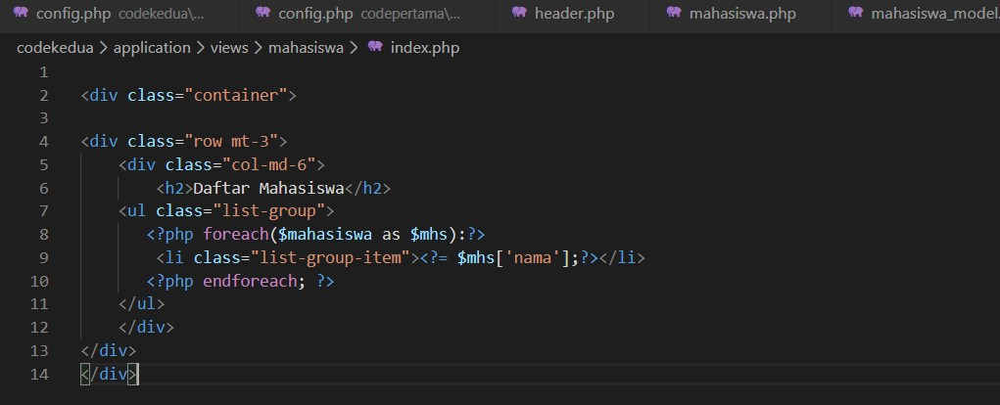 config.php codekedua\... config.php codepertama\... header.php mahasiswa.php mahasiswa_model.
codekedua > application > views > mahasiswa > index.php
1
2 <div class="container">
3
4 <div class="row mt-3">
5 <div class="col-md-6">
6 <h2>Daftar Mahasiswa</h2>
7 <ul class="list-group">
8 <?php foreach($mahasiswa as $mhs):?>
9 <li class="list-group-item"><?= $mhs['nama'];?></li>
10 <?php endforeach; ?>
11 </ul>
12 </div>
13 </div>
14 </div>